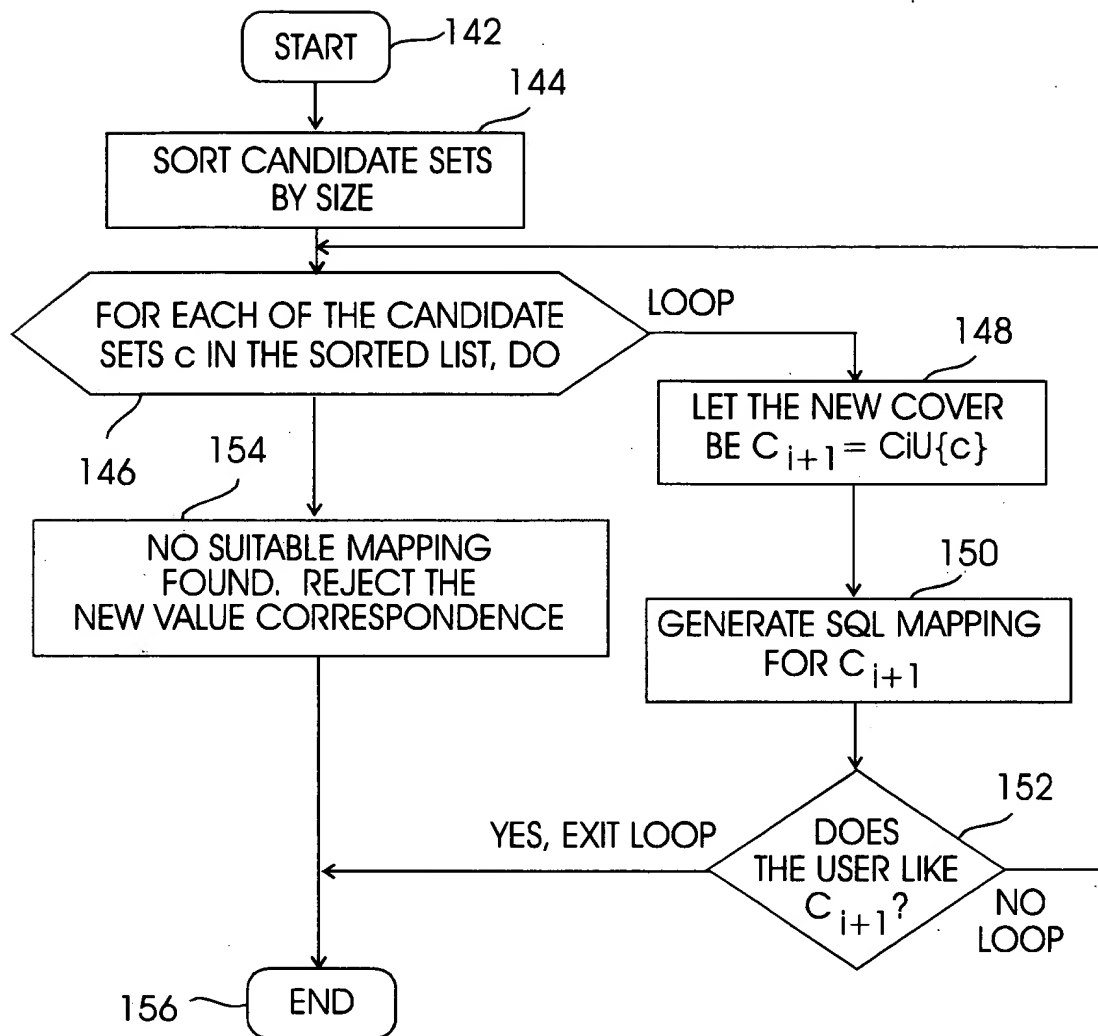 START
142
144
SORT CANDIDATE SETS
BY SIZE
FOR EACH OF THE CANDIDATE
SETS c IN THE SORTED LIST, DO
LOOP
146
148
LET THE NEW COVER
BE C i+1 = CiU{c}
154
NO SUITABLE MAPPING
FOUND. REJECT THE
NEW VALUE CORRESPONDENCE
150
GENERATE SQL MAPPING
FOR C i+1
152
DOES
THE USER LIKE
C i+1?
YES, EXIT LOOP
NO
LOOP
156
END